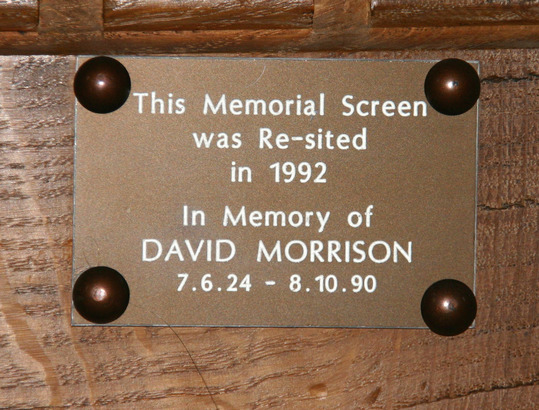 This Memorial Screen
was Re-sited
in 1992
In Memory of
DAVID MORRISON
7.6.24 - 8.10.90